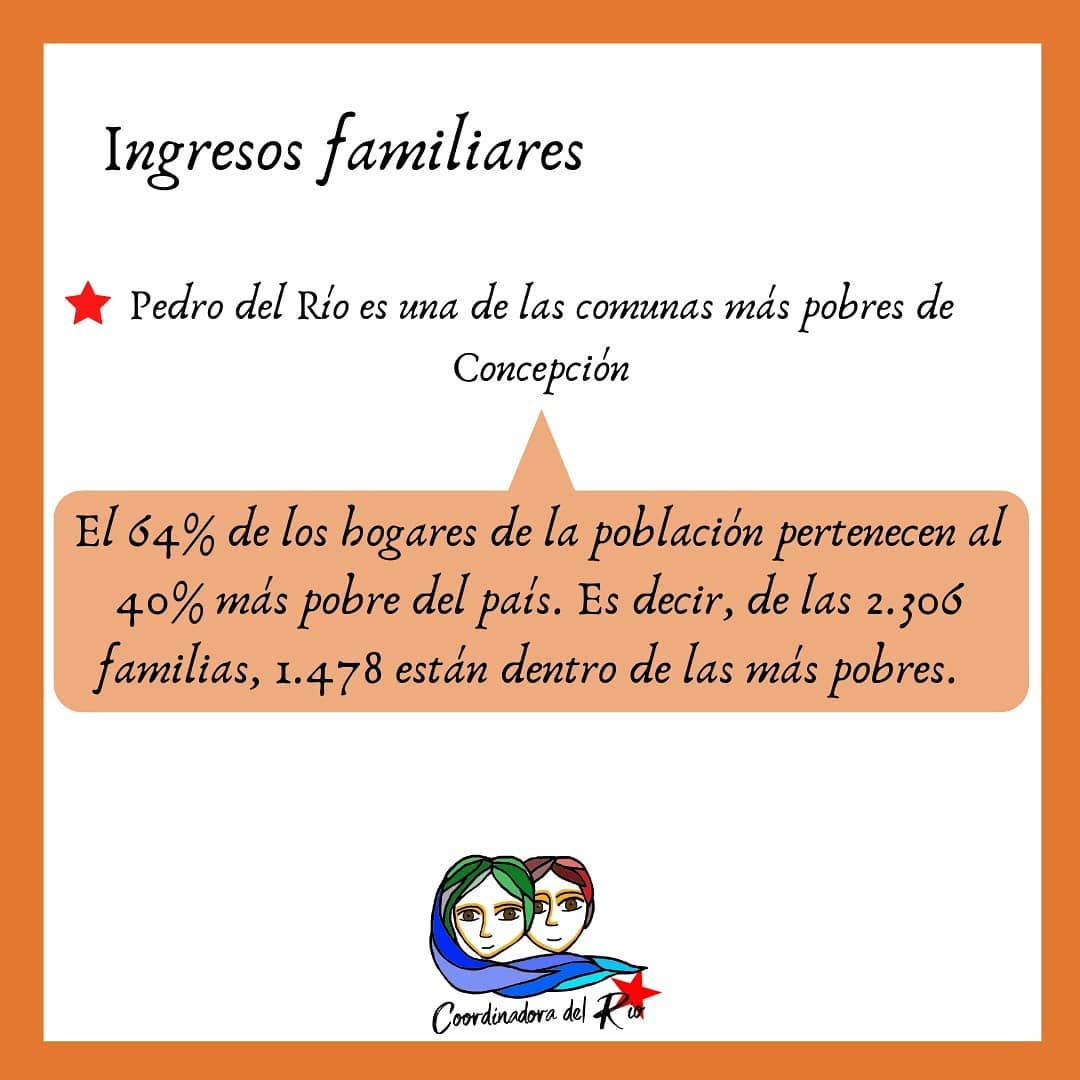 Ingresos familiares
Pedro del Río es una de las comunas más pobres de
Concepción
El 64% de los hogares de la población pertenecen al
40% más pobre del país. Es decir, de las 2.306
familias, 1.478 están dentro de las más pobres.
Coordinadora del Rio